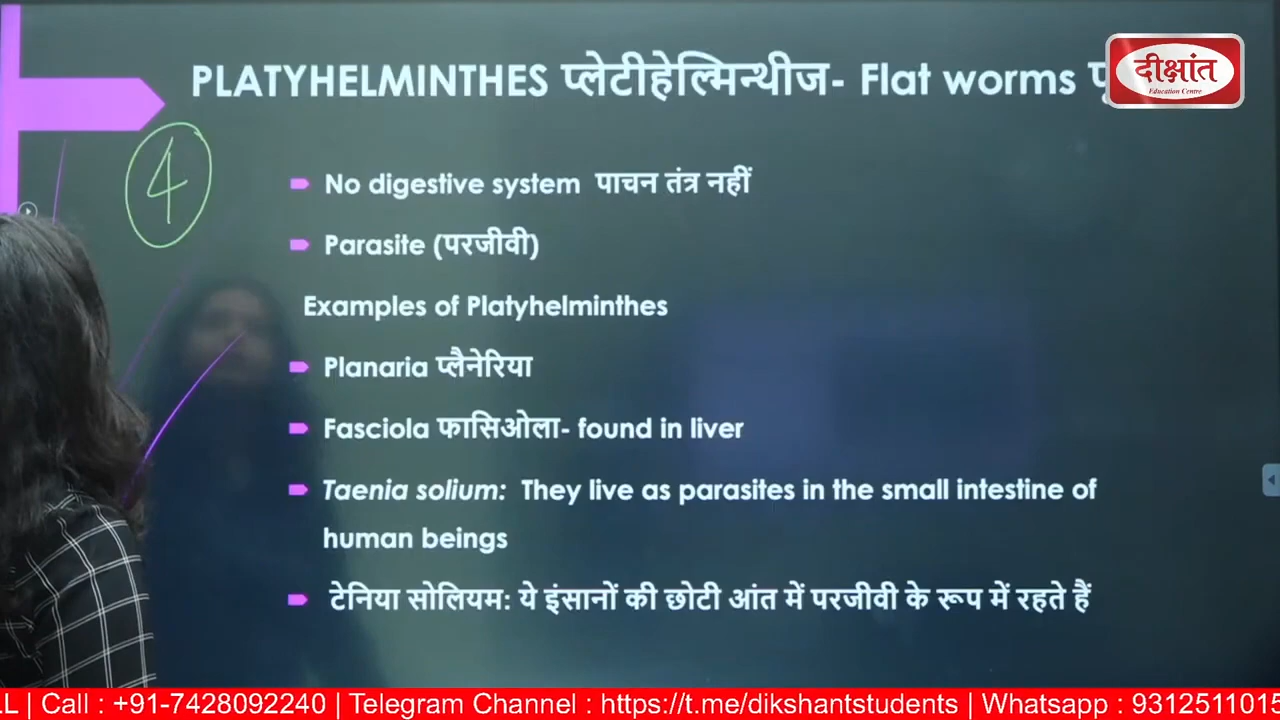 PLATYHELMINTHES प्लेटीहेल्मिन्थीज- Flat worms
दीक्षांत
Education Centre
4
No digestive system पाचन तंत्र नहीं
Parasite (परजीवी)
Examples of Platyhelminthes
Planaria प्लैनेरिया
Fasciola फासिओला- found in liver
Taenia solium: They live as parasites in the small intestine of
human beings
टेनिया सोलियम: ये इंसानों की छोटी आंत में परजीवी के रूप में रहते हैं
| Call : +91-7428092240 | Telegram Channel : https://t.me/dikshantstudents | Whatsapp : 9312511015